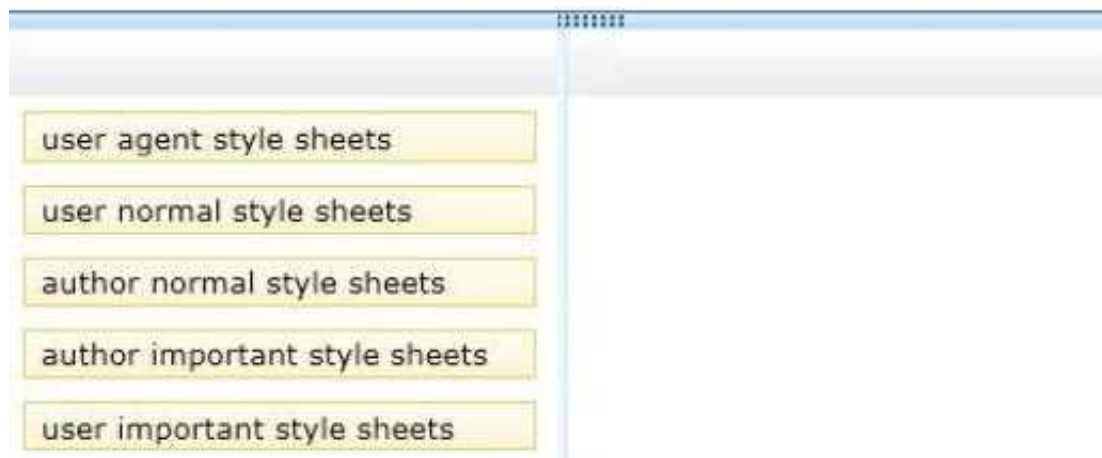 user agent style sheets
user normal style sheets
author normal style sheets
author important style sheets
user important style sheets